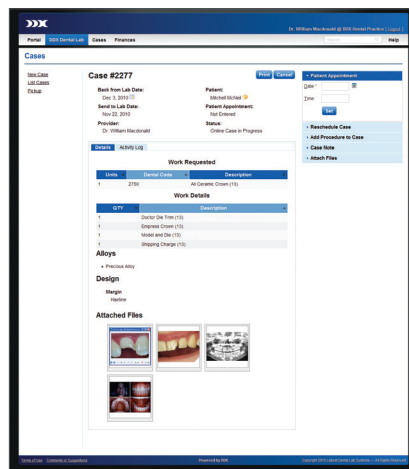 DDX
Dr. William Macdonald @ DDX Dental Practice [ Logout ]
Portal DDX Dental Lab Cases Finances Help
Cases
New Case
List Cases
Pickup
Case #2277
Print Cancel
Back from Lab Date:
Dec 3, 2010
Send to Lab Date:
Nov 22, 2010
Provider:
Dr. William Macdonald
Patient:
Mitchell McNeil
Patient Appointment:
Not Entered
Status:
Online Case in Progress
Patient Appointment
Date *
Time
Set
Reschedule Case
Add Procedure to Case
Case Note
Attach Files
Details Activity Log
Work Requested
Units Dental Code Description
1 2750 All Ceramic Crown (13)
Work Details
QTY Description
1 Doctor Die Trim (13)
1 Empress Crown (13)
1 Model and Die (13)
1 Shipping Charge (13)
Alloys
Precious Alloy
Design
Margin
Hairline
Attached Files
Terms of Use Comments or Suggestions Powered by DDX